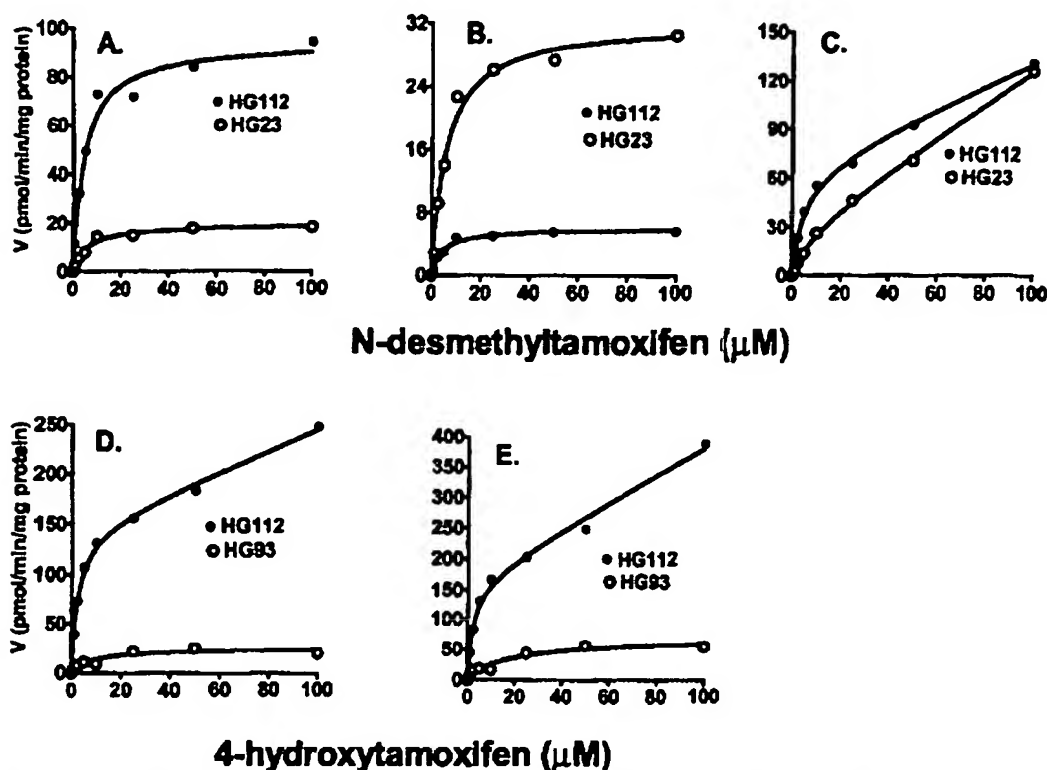 A.
V (pmol/min/mg protein)
100
80
60
40
20
0
HG112
HG23
0 20 40 60 80 100
B.
32
24
16
8
0
HG112
HG23
0 20 40 60 80 100
C.
150
120
90
60
30
0
HG112
HG23
0 20 40 60 80 100
N-desmethyltamoxifen (μM)
D.
V (pmol/min/mg protein)
250
200
150
100
50
0
HG112
HG93
0 20 40 60 80 100
E.
400
350
300
250
200
150
100
50
0
HG112
HG93
0 20 40 60 80 100
4-hydroxytamoxifen (μM)